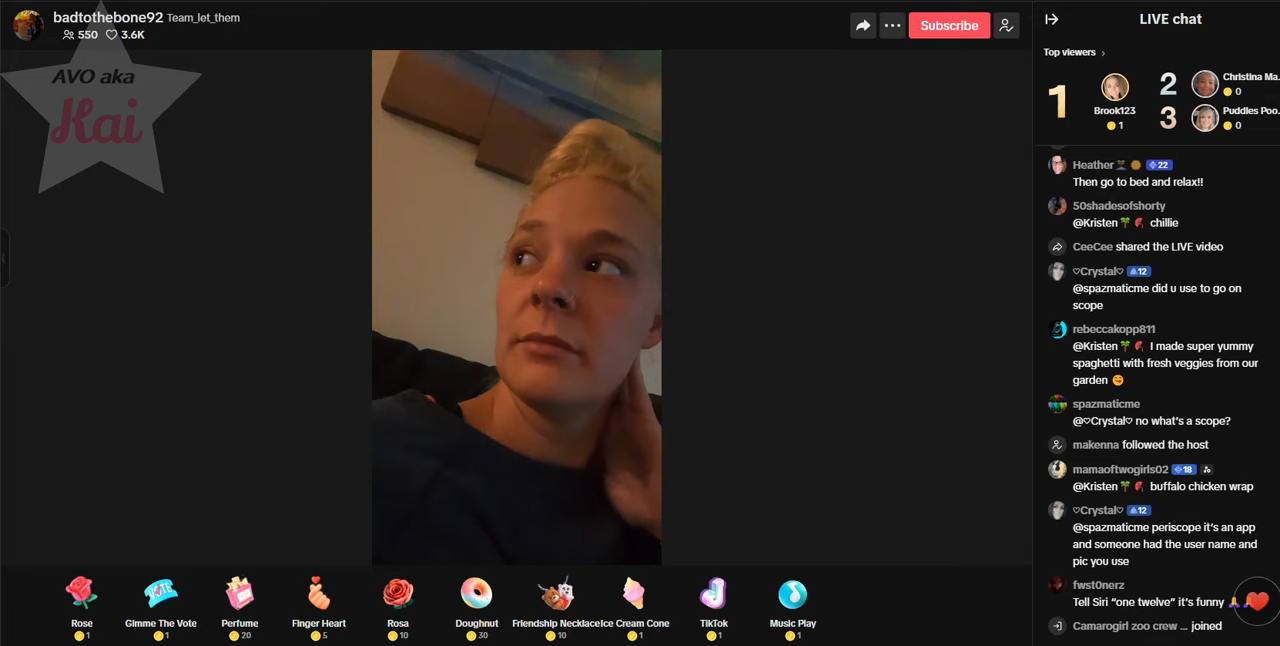 badtothebone92 Team_let_them
550 3.6K
Subscribe
AVO aka
Kai
LIVE chat
Top viewers
1
Brook123
1
2
Christina Ma...
0
3
Puddles Poo...
0
Heather 22
Then go to bed and relax!!
50shadesofshorty
@Kristen🌴 chillie
CeeCee shared the LIVE video
♡Crystal♡ 12
@spazmaticme did u use to go on
scope
rebeccakopp811
@Kristen🌴 I made super yummy
spaghetti with fresh veggies from our
garden 😊
spazmaticme
@♡Crystal♡ no what's a scope?
makenna followed the host
mamaoftwogirls02 18
@Kristen🌴 buffalo chicken wrap
♡Crystal♡ 12
@spazmaticme periscope it's an app
and someone had the user name and
pic you use
fwst0nerz
Tell Siri “one twelve” it's funny
Camarogirl zoo crew ... joined
VOTE
Rose
1
Gimme The Vote
1
Perfume
20
Finger Heart
5
Rosa
10
Doughnut
30
Friendship Necklace
10
Ice Cream Cone
1
TikTok
1
Music Play
1